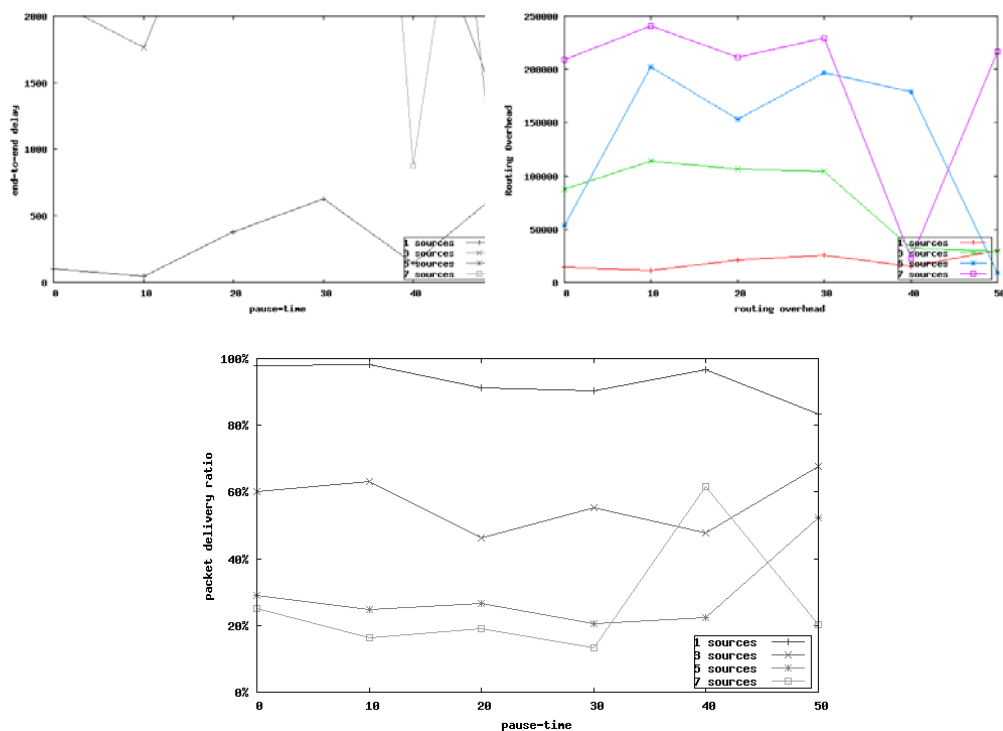 2000
1500
1000
500
0
end-to-end delay
1 sources
3 sources
5 sources
7 sources
0 10 20 30 40
pause-time
250000
200000
150000
100000
50000
0
Routing Overhead
1 sources
3 sources
5 sources
7 sources
0 10 20 30 40 50
routing overhead
100%
80%
60%
40%
20%
0%
packet delivery ratio
1 sources
3 sources
5 sources
7 sources
0 10 20 30 40 50
pause-time